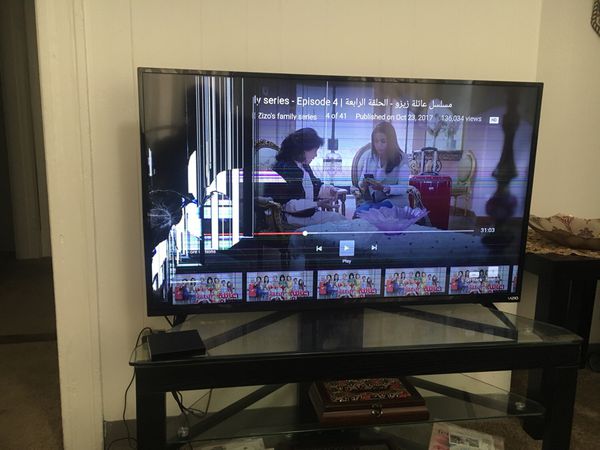 ly series - Episode 4 | مسلسل عائلة زيزو - الحلقة الرابعة
Zizo's family series 4 of 41 Published on Oct 23, 2017 136,034 views HD
31:03
Play
VIZIO